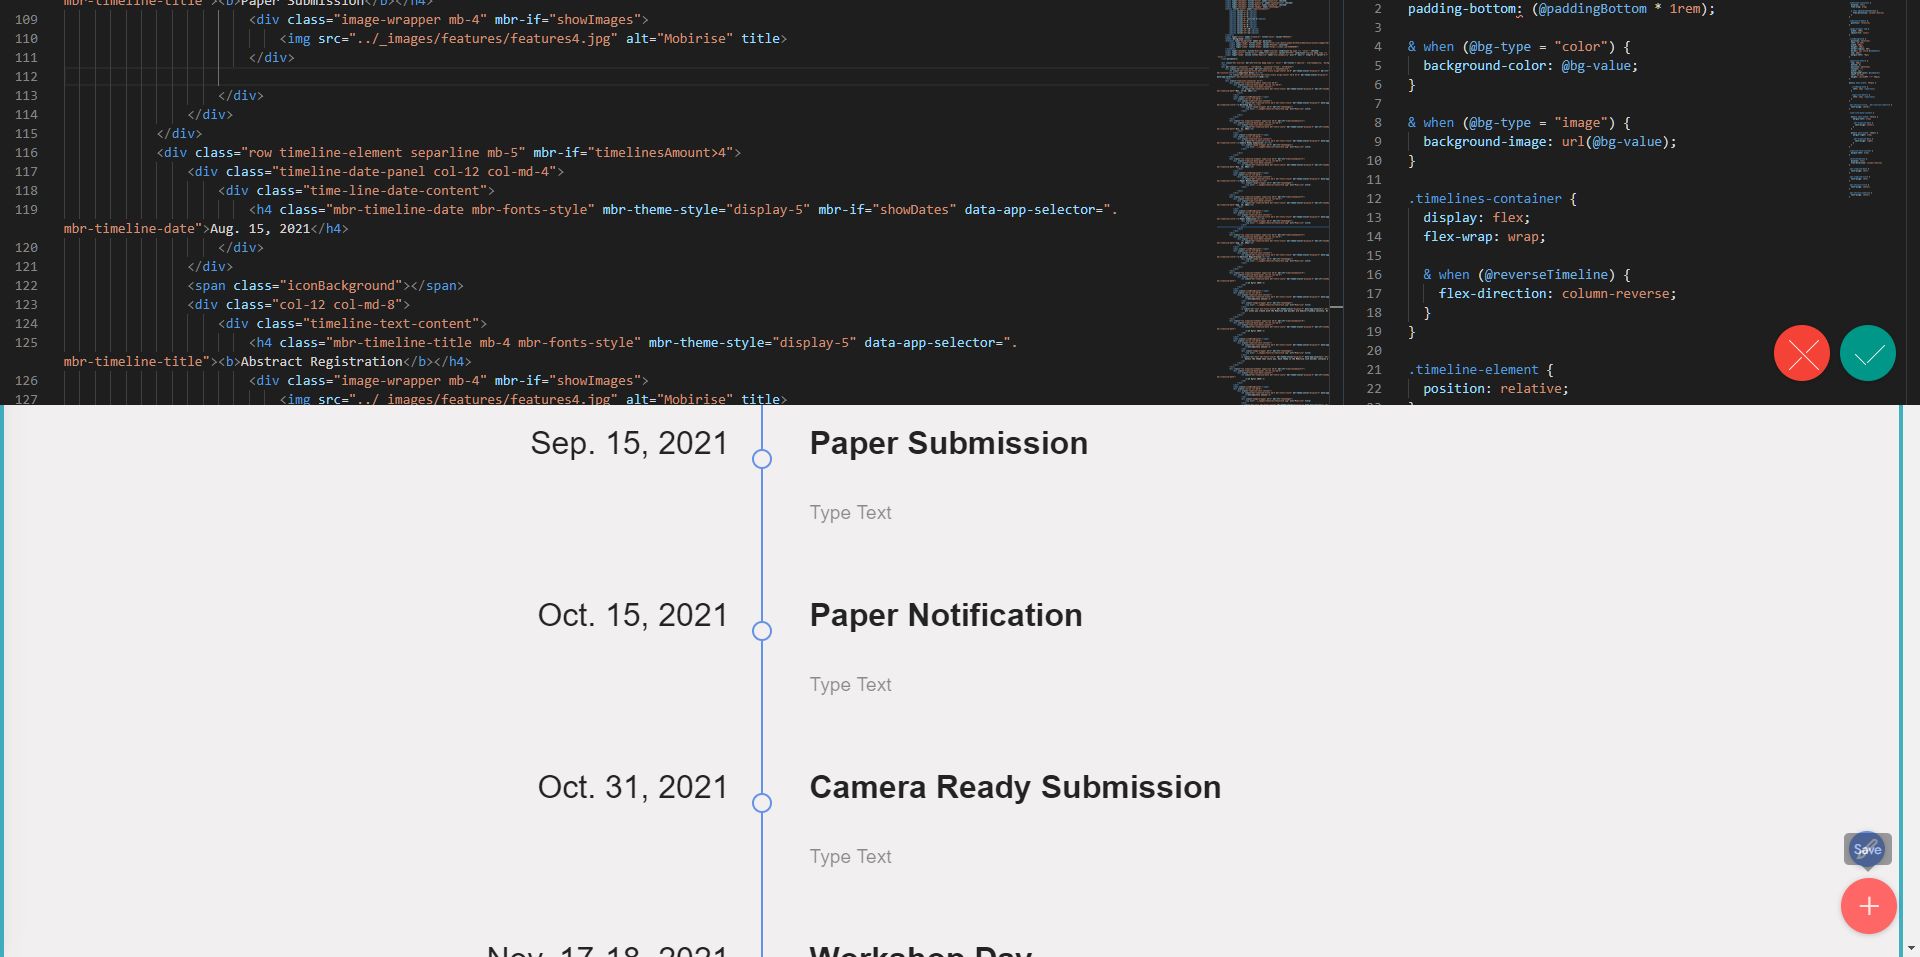 mbr-timeline-title"><b>Paper Submission</b></h4>
109 <div class="image-wrapper mb-4" mbr-if="showImages">
110 <img src="../_images/features/features4.jpg" alt="Mobirise" title>
111 </div>
112
113 </div>
114 </div>
115 </div>
116 <div class="row timeline-element separline mb-5" mbr-if="timelinesAmount>4">
117 <div class="timeline-date-panel col-12 col-md-4">
118 <div class="time-line-date-content">
119 <h4 class="mbr-timeline-date mbr-fonts-style" mbr-theme-style="display-5" mbr-if="showDates" data-app-selector=".
mbr-timeline-date">Aug. 15, 2021</h4>
120 </div>
121 </div>
122 <span class="iconBackground"></span>
123 <div class="col-12 col-md-8">
124 <div class="timeline-text-content">
125 <h4 class="mbr-timeline-title mb-4 mbr-fonts-style" mbr-theme-style="display-5" data-app-selector=".
mbr-timeline-title"><b>Abstract Registration</b></h4>
126 <div class="image-wrapper mb-4" mbr-if="showImages">
127 <img src="../_images/features/features4.jpg" alt="Mobirise" title>
2 padding-bottom: (@paddingBottom * 1rem);
3
4 & when (@bg-type = "color") {
5 background-color: @bg-value;
6 }
7
8 & when (@bg-type = "image") {
9 background-image: url(@bg-value);
10 }
11
12 .timelines-container {
13 display: flex;
14 flex-wrap: wrap;
15
16 & when (@reverseTimeline) {
17 flex-direction: column-reverse;
18 }
19 }
20
21 .timeline-element {
22 position: relative;
Sep. 15, 2021
Paper Submission
Type Text
Oct. 15, 2021
Paper Notification
Type Text
Oct. 31, 2021
Camera Ready Submission
Type Text
Save
Nov. 17-18, 2021
Workshop Day